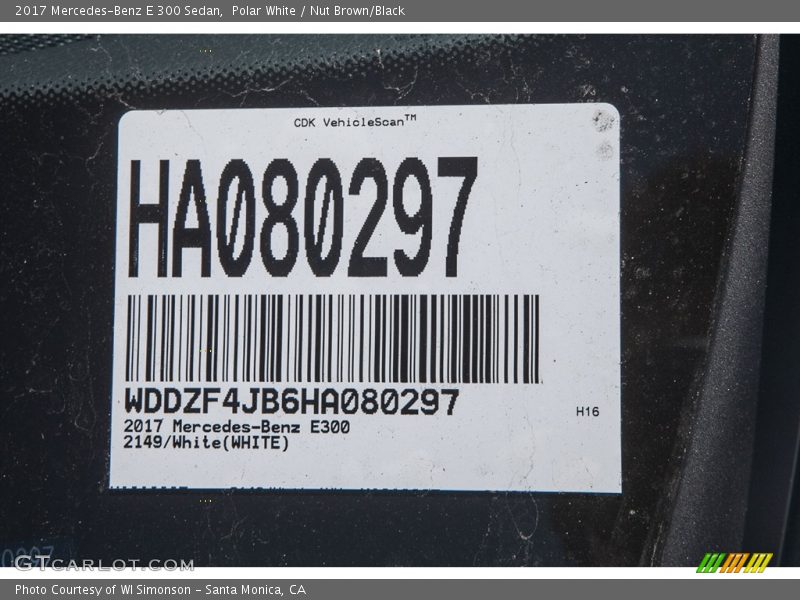 2017 Mercedes-Benz E 300 Sedan, Polar White / Nut Brown/Black
CDK VehicleScan™
HA080297
WDDZF4JB6HA080297
H16
2017 Mercedes-Benz E300
2149/White(WHITE)
GTCARLOT.COM
Photo Courtesy of WI Simonson - Santa Monica, CA